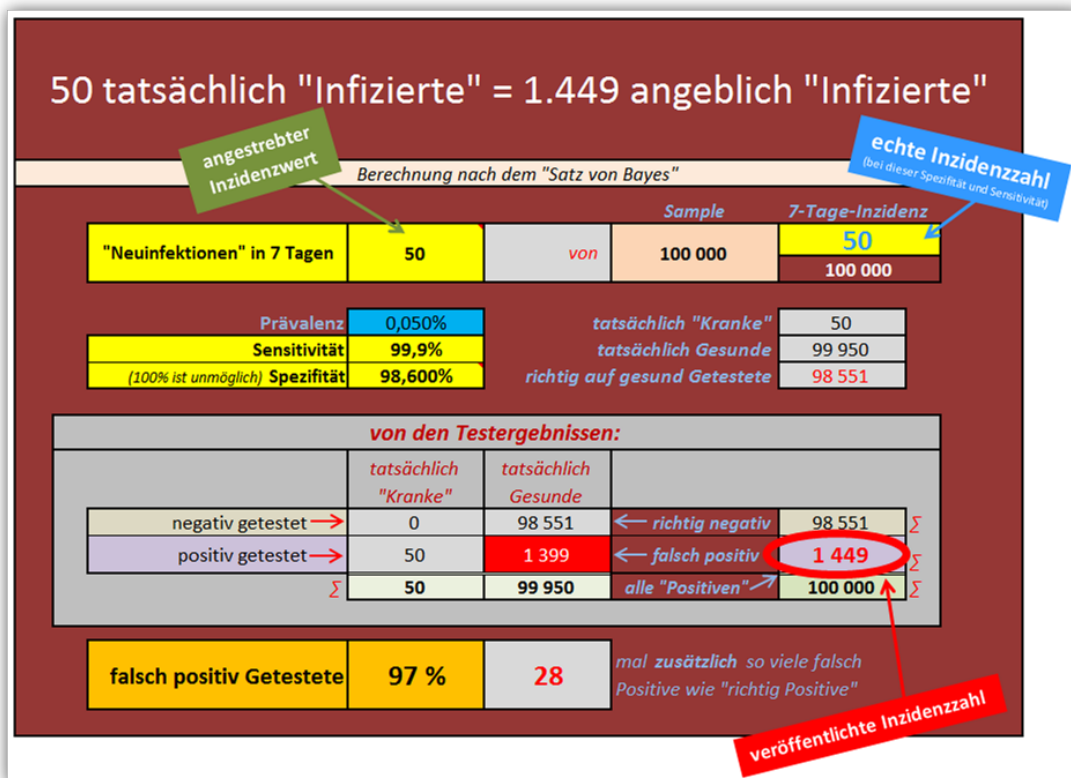 50 tatsächlich "Infizierte" = 1.449 angeblich "Infizierte"
angestrebter
Inzidenzwert
echte Inzidenzzahl
(bei dieser Spezifität und Sensitivität)
Berechnung nach dem "Satz von Bayes"
Sample 7-Tage-Inzidenz
"Neuinfektionen" in 7 Tagen 50 von 100 000 50
100 000
Prävalenz 0,050% tatsächlich "Kranke" 50
Sensitivität 99,9% tatsächlich Gesunde 99 950
(100% ist unmöglich) Spezifität 98,600% richtig auf gesund Getestete 98 551
von den Testergebnissen:
tatsächlich tatsächlich
"Kranke" Gesunde
negativ getestet 0 98 551 richtig negativ 98 551 Σ
positiv getestet 50 1 399 falsch positiv 1 449 Σ
Σ 50 99 950 alle "Positiven" 100 000 Σ
falsch positiv Getestete 97 % 28
mal zusätzlich so viele falsch
Positive wie "richtig Positive"
veröffentlichte Inzidenzzahl